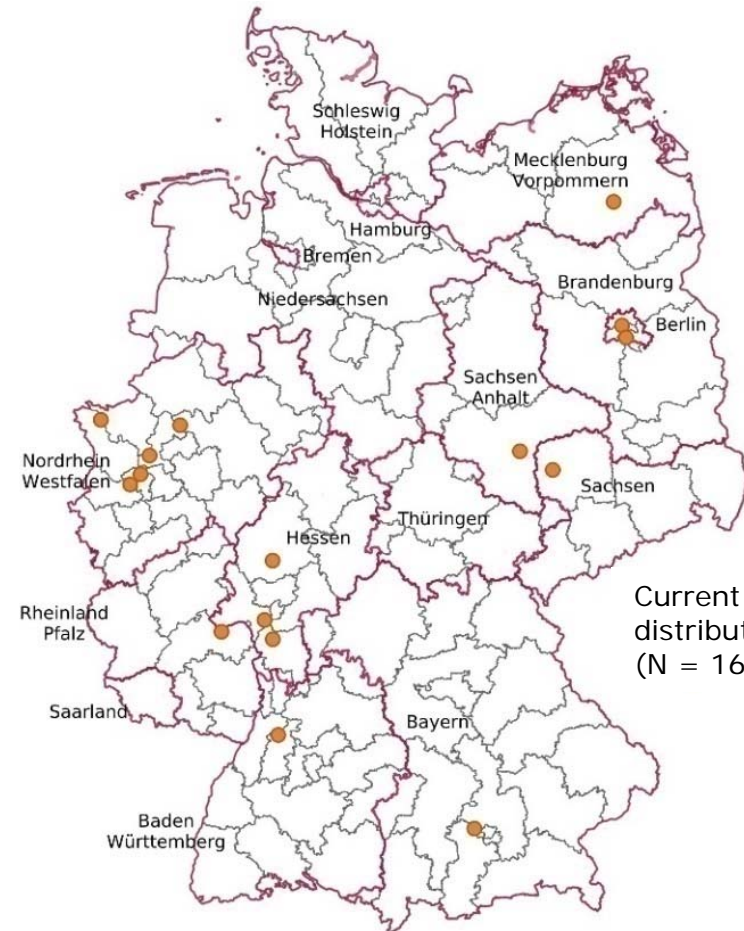 Schleswig
Holstein
Mecklenburg
Vorpommern
Hamburg
Bremen
Niedersachsen
Brandenburg
Berlin
Sachsen
Anhalt
Nordrhein
Westfalen
Sachsen
Thüringen
Hessen
Current
(N = 16
Rheinland
Pfalz
Saarland
Bayern
Baden
Württemberg